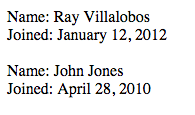 Name: Ray Villalobos
Joined: January 12, 2012
Name: John Jones
Joined: April 28, 2010